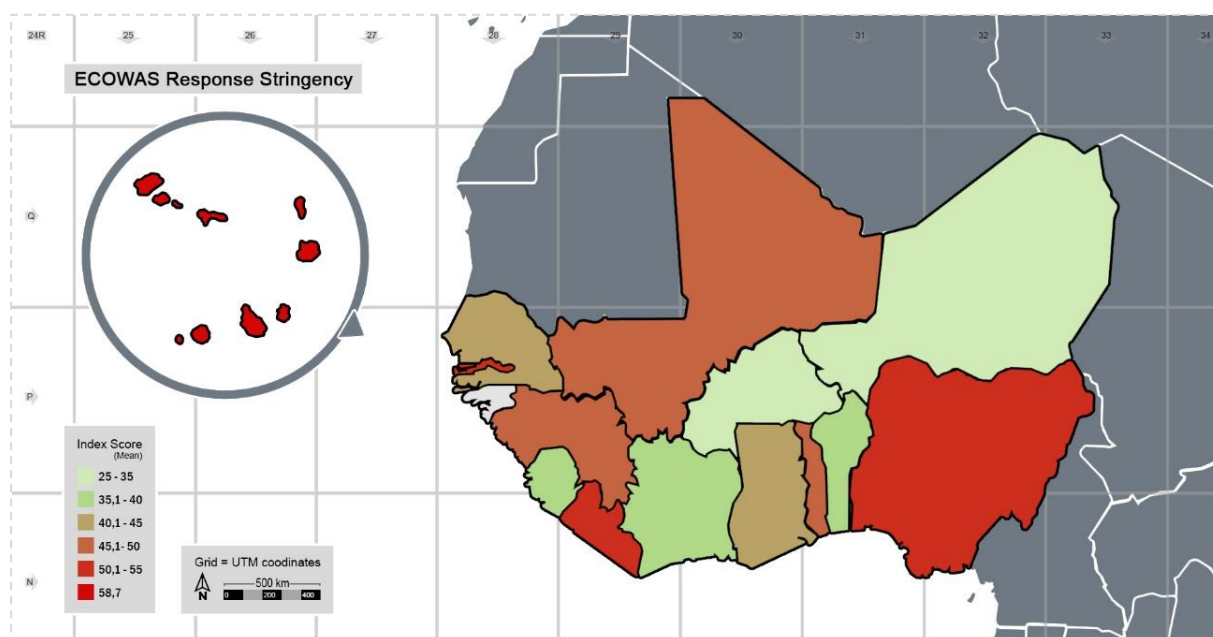 24R 25 26 27 28 29 30 31 32 33 34
ECOWAS Response Stringency
Q
P
Index Score
(Mean)
25 - 35
35,1 - 40
40,1 - 45
45,1 - 50
50,1 - 55
58,7
Grid = UTM coodinates
500 km
N
0 200 400
N